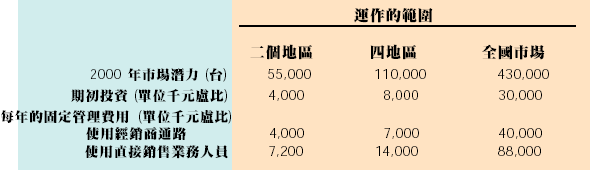 運作的範圍
二個地區 四地區 全國市場
2000 年市場潛力 (台) 55,000 110,000 430,000
期初投資 (單位千元盧比) 4,000 8,000 30,000
每年的固定管理費用 (單位千元盧比)
使用經銷商通路 4,000 7,000 40,000
使用直接銷售業務人員 7,200 14,000 88,000